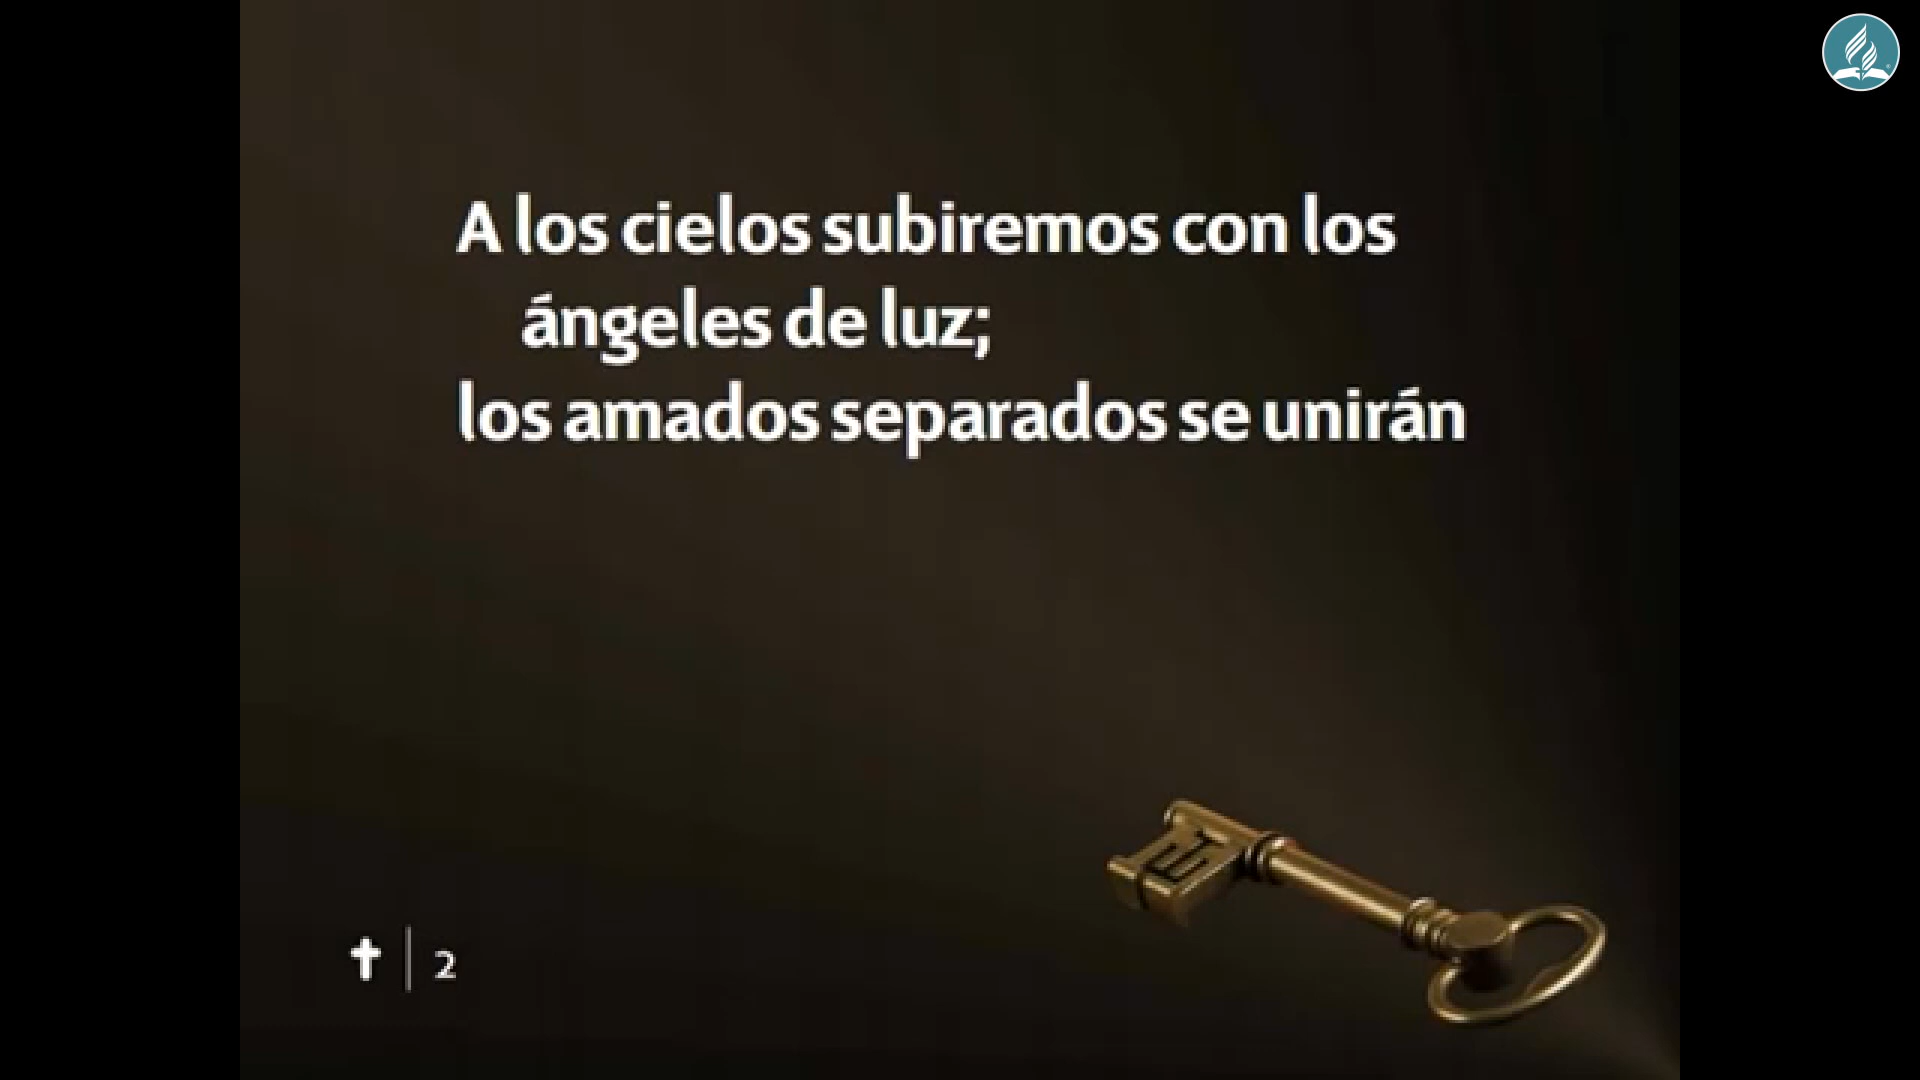 A los cielos subiremos con los
ángeles de luz;
los amados separados se unirán
2